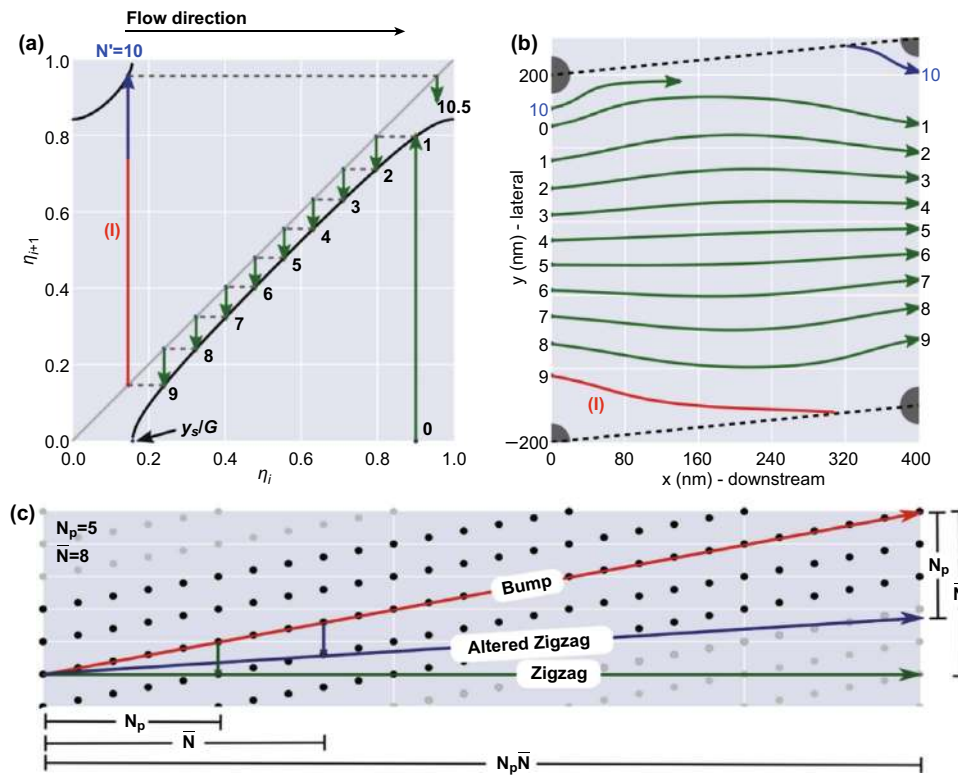 Flow direction
(a)
N'=10
1.0
0.8
0.6
0.4
0.2
0.0
η_{i+1}
10.5
1
2
3
4
5
6
7
8
9
0
(I)
y_s/G
0.0 0.2 0.4 0.6 0.8 1.0
η_i
(b)
200
−200
y (nm) - lateral
10
0
1
2
3
4
5
6
7
8
9
10
1
2
3
4
5
6
7
8
9
(I)
0 80 160 240 320 400
x (nm) - downstream
(c)
N_p=5
N̅=8
Bump
Altered Zigzag
Zigzag
N_p
N̅
N_p
N̅
N_pN̅